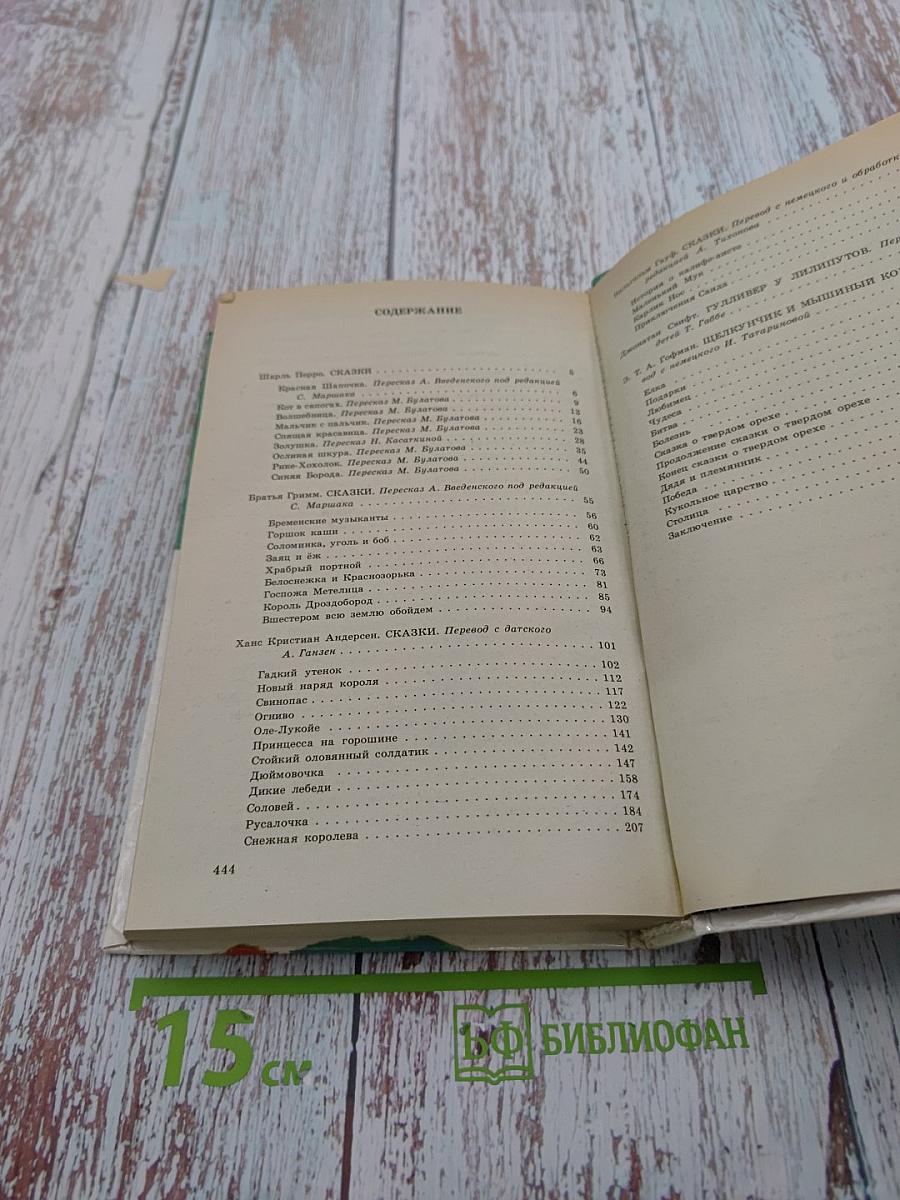 СОДЕРЖАНИЕ
Шарль Перро. СКАЗКИ . . . 5
Красная Шапочка. Пересказ А. Введенского под редакцией
С. Маршака . . . 6
Кот в сапогах. Пересказ М. Булатова . . . 9
Волшебница. Пересказ М. Булатова . . . 13
Мальчик с пальчик. Пересказ М. Булатова . . . 16
Спящая красавица. Пересказ М. Булатова . . . 23
Золушка. Пересказ Н. Касаткиной . . . 28
Ослиная шкура. Пересказ М. Булатова . . . 35
Рике-Хохолок. Пересказ М. Булатова . . . 44
Синяя Борода. Пересказ М. Булатова . . . 50
Братья Гримм. СКАЗКИ. Пересказ А. Введенского под редакцией
С. Маршака . . . 55
Бременские музыканты . . . 56
Горшок каши . . . 60
Соломинка, уголь и боб . . . 62
Заяц и ёж . . . 63
Храбрый портной . . . 66
Белоснежка и Краснозорька . . . 73
Госпожа Метелица . . . 81
Король Дроздобород . . . 85
Вшестером всю землю обойдем . . . 94
Ханс Кристиан Андерсен. СКАЗКИ. Перевод с датского
А. Ганзен . . . 101
Гадкий утенок . . . 102
Новый наряд короля . . . 112
Свинопас . . . 117
Огниво . . . 122
Оле-Лукойе . . . 130
Принцесса на горошине . . . 141
Стойкий оловянный солдатик . . . 142
Дюймовочка . . . 147
Дикие лебеди . . . 158
Соловей . . . 174
Русалочка . . . 184
Снежная королева . . . 207
444
Вильгельм Гауф. СКАЗКИ. Перевод с немецкого и обработк
редакцией А. Тихонова
История о калифе-аисте
Маленький Мук
Карлик Нос
Приключения Саида
Джонатан Свифт. ГУЛЛИВЕР У ЛИЛИПУТОВ. Пер
детей Т. Габбе
Э. Т. А. Гофман. ЩЕЛКУНЧИК И МЫШИНЫЙ КО
вод с немецкого И. Татариновой
Елка
Подарки
Любимец
Чудеса
Битва
Болезнь
Сказка о твердом орехе
Продолжение сказки о твердом орехе
Конец сказки о твердом орехе
Дядя и племянник
Победа
Кукольное царство
Столица
Заключение
15 см
БФ БИБЛИОФАН